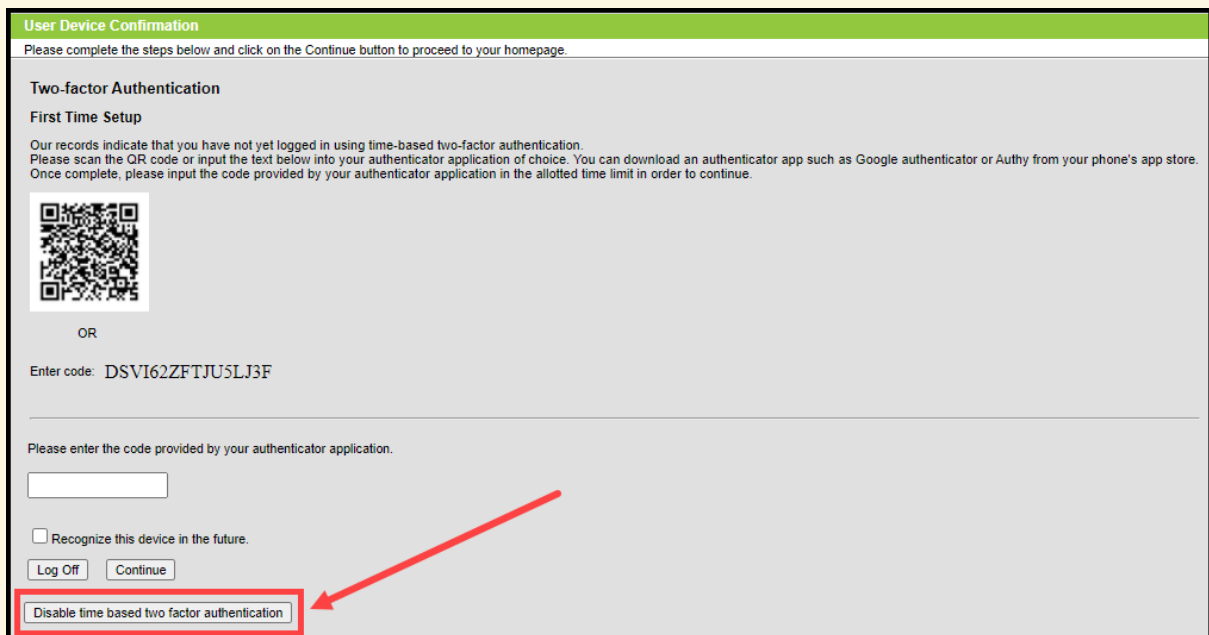 User Device Confirmation
Please complete the steps below and click on the Continue button to proceed to your homepage.
Two-factor Authentication
First Time Setup
Our records indicate that you have not yet logged in using time-based two-factor authentication.
Please scan the QR code or input the text below into your authenticator application of choice. You can download an authenticator app such as Google authenticator or Authy from your phone's app store.
Once complete, please input the code provided by your authenticator application in the allotted time limit in order to continue.
OR
Enter code: DSVI62ZFTJU5LJ3F
Please enter the code provided by your authenticator application.
Recognize this device in the future.
Log Off Continue
Disable time based two factor authentication